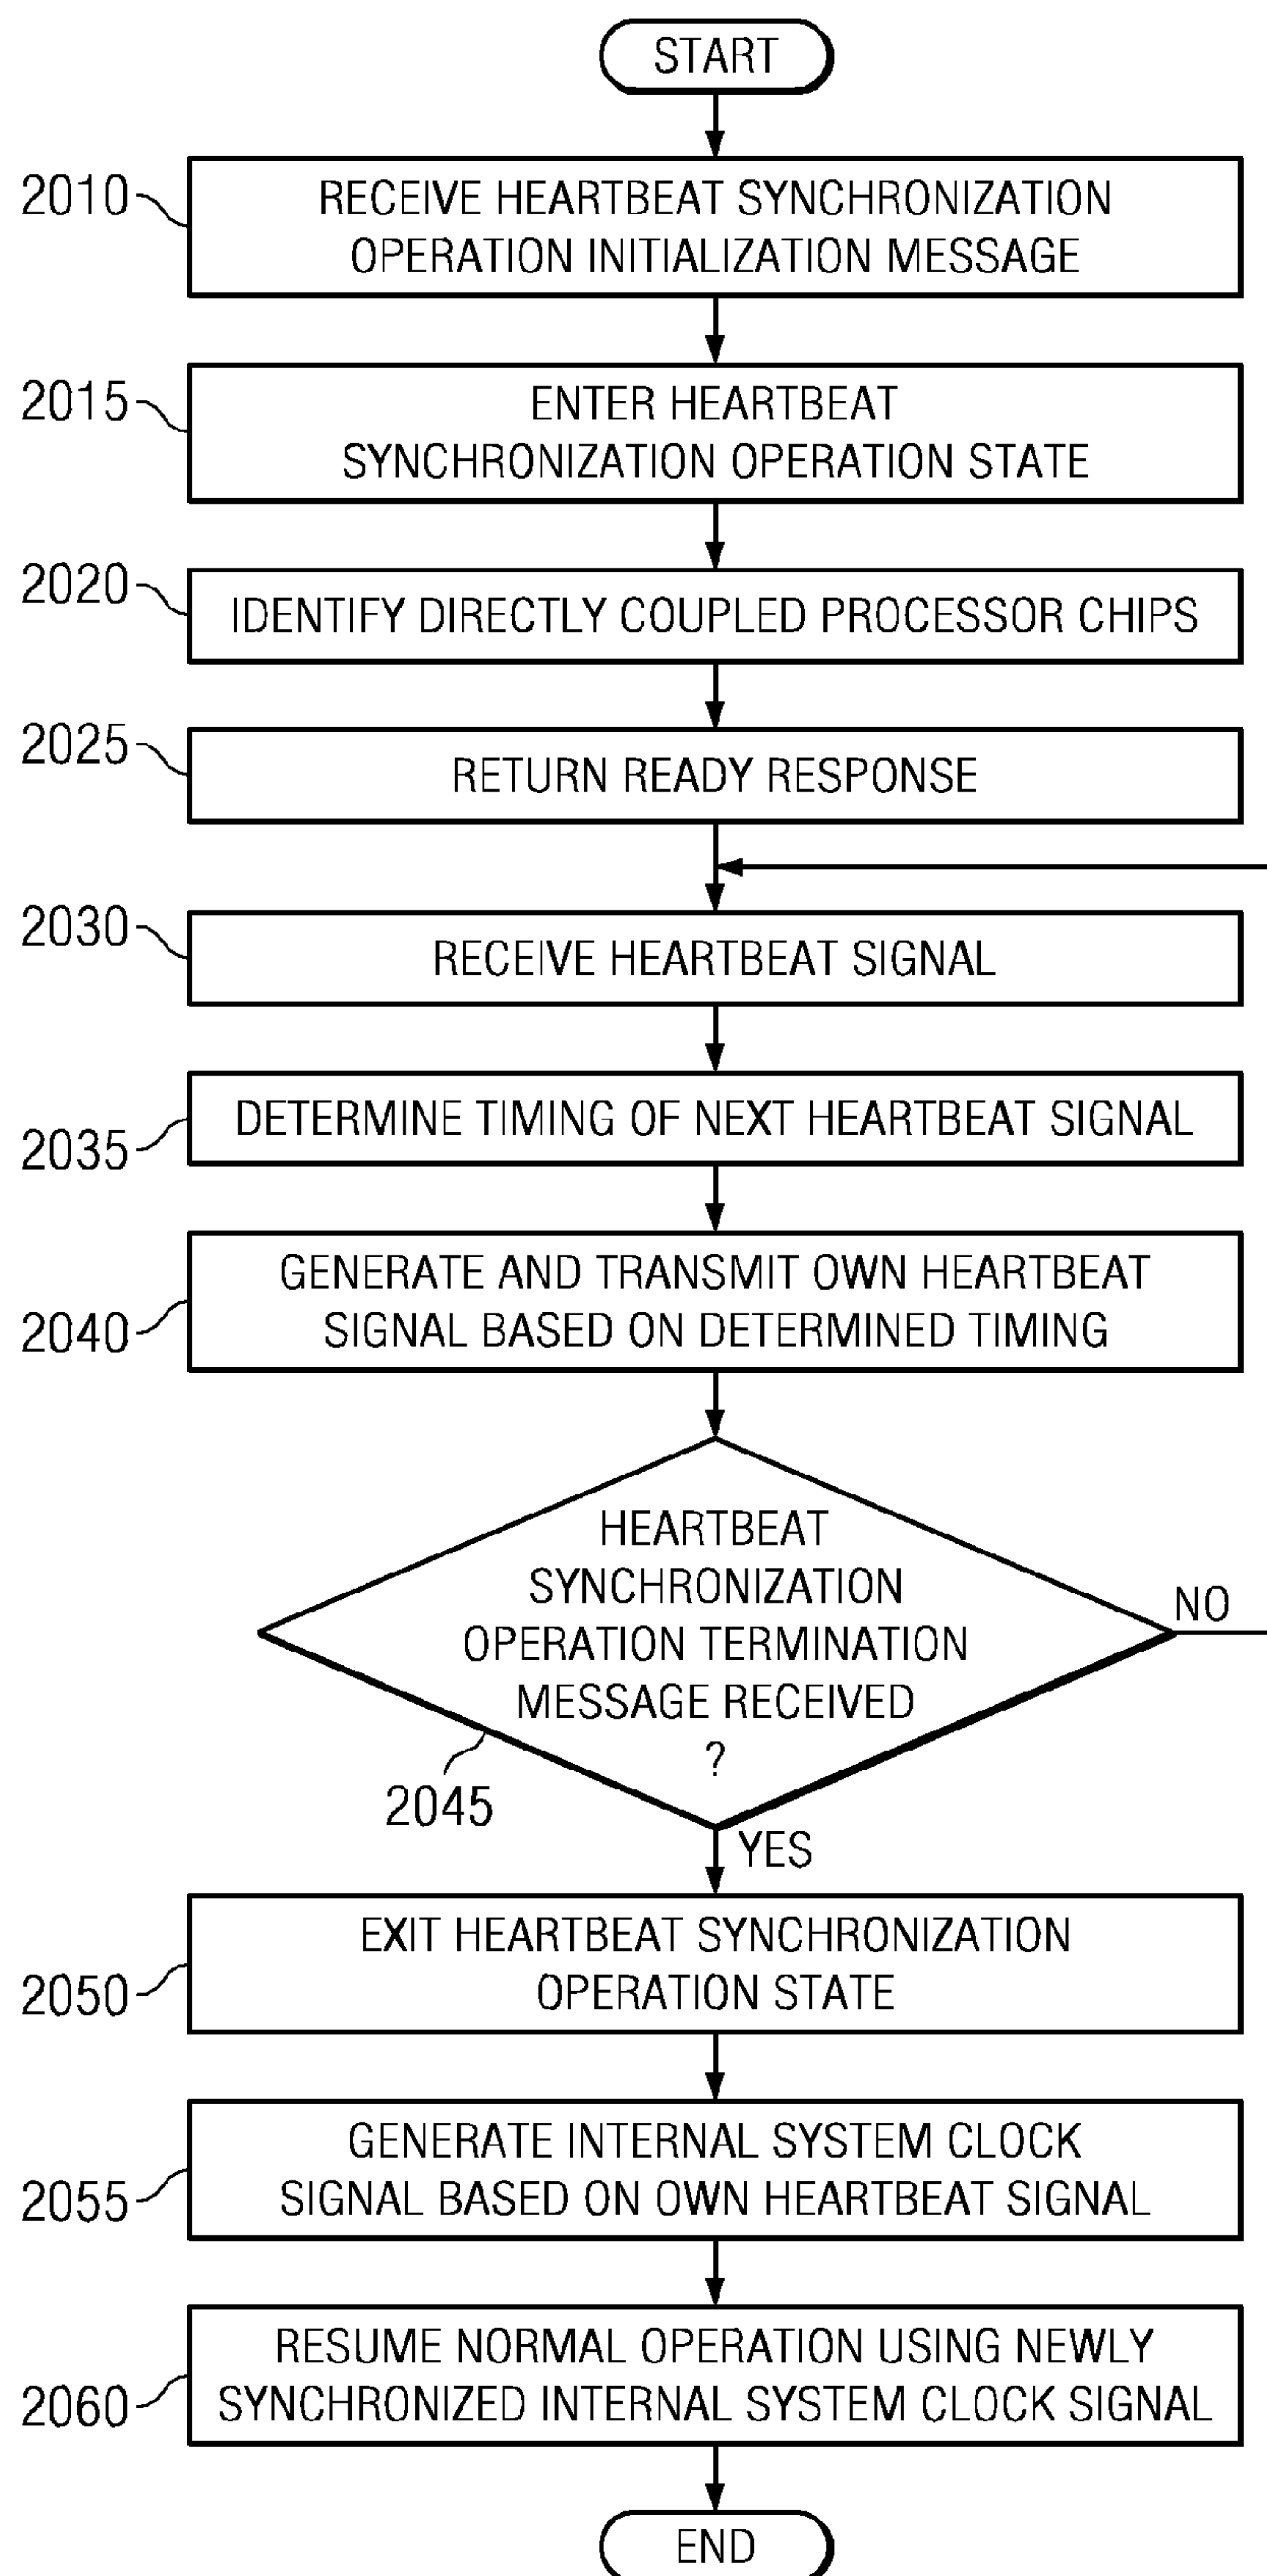 START
2010
RECEIVE HEARTBEAT SYNCHRONIZATION
OPERATION INITIALIZATION MESSAGE
2015
ENTER HEARTBEAT
SYNCHRONIZATION OPERATION STATE
2020
IDENTIFY DIRECTLY COUPLED PROCESSOR CHIPS
2025
RETURN READY RESPONSE
2030
RECEIVE HEARTBEAT SIGNAL
2035
DETERMINE TIMING OF NEXT HEARTBEAT SIGNAL
2040
GENERATE AND TRANSMIT OWN HEARTBEAT
SIGNAL BASED ON DETERMINED TIMING
HEARTBEAT
SYNCHRONIZATION
OPERATION TERMINATION
MESSAGE RECEIVED
?
NO
2045
YES
2050
EXIT HEARTBEAT SYNCHRONIZATION
OPERATION STATE
2055
GENERATE INTERNAL SYSTEM CLOCK
SIGNAL BASED ON OWN HEARTBEAT SIGNAL
2060
RESUME NORMAL OPERATION USING NEWLY
SYNCHRONIZED INTERNAL SYSTEM CLOCK SIGNAL
END